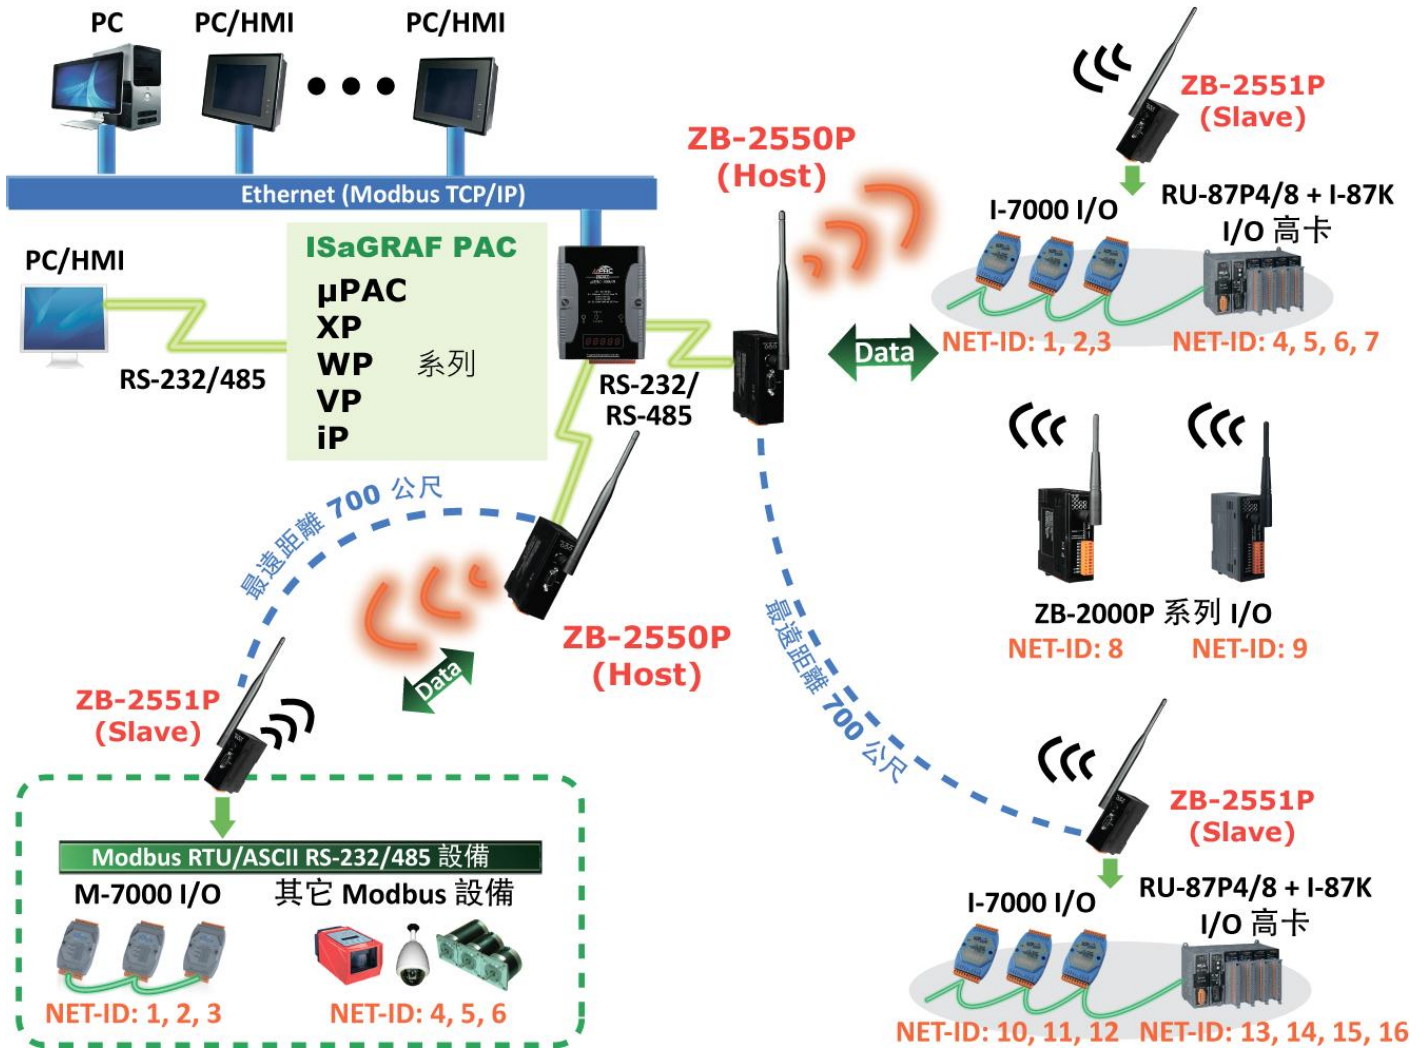 PC
PC/HMI
PC/HMI
Ethernet (Modbus TCP/IP)
PC/HMI
RS-232/485
ISaGRAF PAC
µPAC
XP
WP 系列
VP
iP
RS-232/
RS-485
ZB-2550P
(Host)
Data
ZB-2551P
(Slave)
I-7000 I/O
RU-87P4/8 + I-87K
I/O 高卡
NET-ID: 1, 2,3
NET-ID: 4, 5, 6, 7
ZB-2000P 系列 I/O
NET-ID: 8
NET-ID: 9
最遠距離 700 公尺
最遠距離 700 公尺
ZB-2550P
(Host)
Data
ZB-2551P
(Slave)
Modbus RTU/ASCII RS-232/485 設備
M-7000 I/O
其它 Modbus 設備
NET-ID: 1, 2, 3
NET-ID: 4, 5, 6
ZB-2551P
(Slave)
I-7000 I/O
RU-87P4/8 + I-87K
I/O 高卡
NET-ID: 10, 11, 12
NET-ID: 13, 14, 15, 16